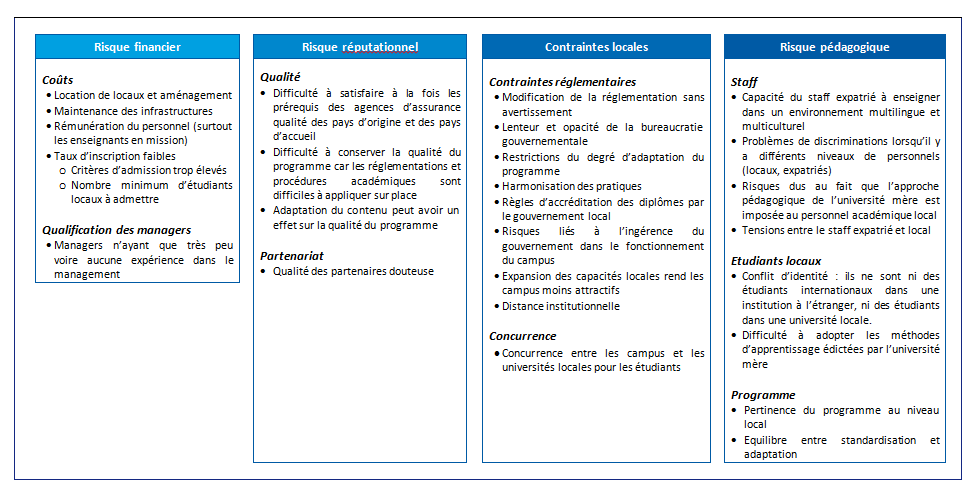 Risque financier
Coûts
• Location de locaux et aménagement
• Maintenance des infrastructures
• Rémunération du personnel (surtout
les enseignants en mission)
• Taux d’inscription faibles
o Critères d’admission trop élevés
o Nombre minimum d’étudiants
locaux à admettre
Qualification des managers
• Managers n’ayant que très peu
voire aucune expérience dans le
management
Risque réputationnel
Qualité
• Difficulté à satisfaire à la fois les
prérequis des agences d’assurance
qualité des pays d’origine et des pays
d’accueil
• Difficulté à conserver la qualité du
programme car les réglementations et
procédures académiques sont
difficiles à appliquer sur place
• Adaptation du contenu peut avoir un
effet sur la qualité du programme
Partenariat
• Qualité des partenaires douteuse
Contraintes locales
Contraintes réglementaires
• Modification de la réglementation sans
avertissement
• Lenteur et opacité de la bureaucratie
gouvernementale
• Restrictions du degré d’adaptation du
programme
• Harmonisation des pratiques
• Règles d’accréditation des diplômes par
le gouvernement local
• Risques liés à l’ingérence du
gouvernement dans le fonctionnement
du campus
• Expansion des capacités locales rend les
campus moins attractifs
• Distance institutionnelle
Concurrence
• Concurrence entre les campus et les
universités locales pour les étudiants
Risque pédagogique
Staff
• Capacité du staff expatrié à enseigner
dans un environnement multilingue et
multiculturel
• Problèmes de discriminations lorsqu’il y
a différents niveaux de personnels
(locaux, expatriés)
• Risques dus au fait que l’approche
pédagogique de l’université mère est
imposée au personnel académique local
• Tensions entre le staff expatrié et local
Etudiants locaux
• Conflit d’identité : ils ne sont ni des
étudiants internationaux dans une
institution à l’étranger, ni des étudiants
dans une université locale.
• Difficulté à adopter les méthodes
d’apprentissage édictées par l’université
mère
Programme
• Pertinence du programme au niveau
local
• Equilibre entre standardisation et
adaptation